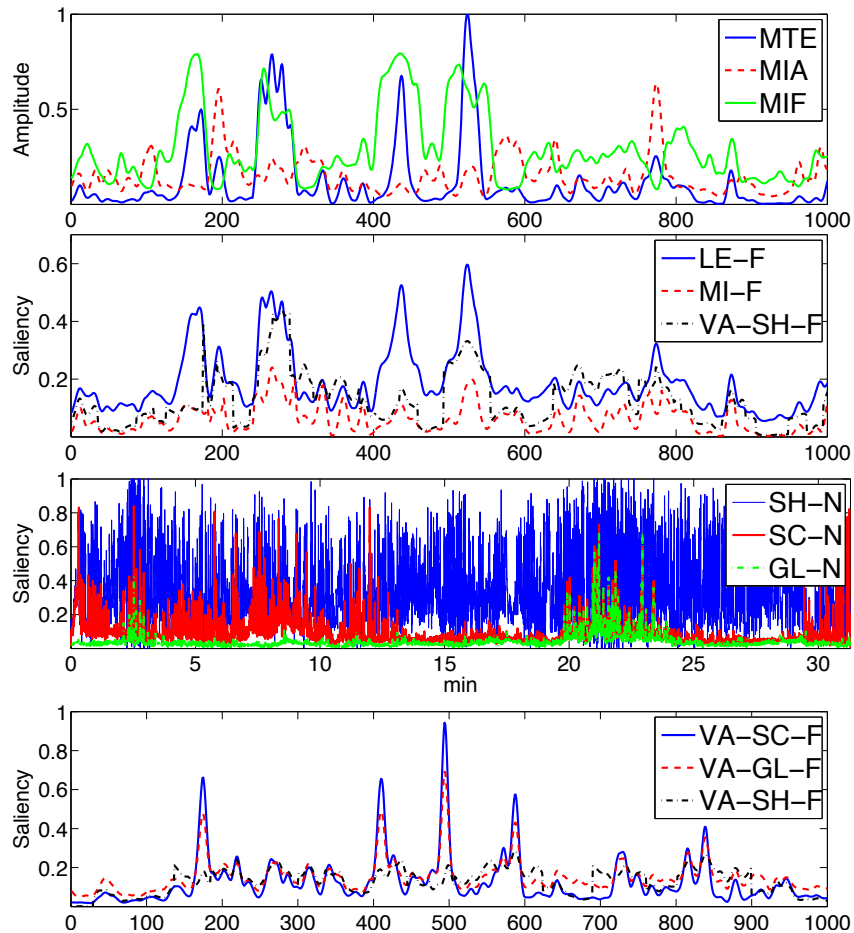 1
0.5
Amplitude
MTE
MIA
MIF
0 200 400 600 800 1000
0.6
0.4
0.2
Saliency
LE−F
MI−F
VA−SH−F
0 200 400 600 800 1000
1
0.8
0.6
0.4
0.2
Saliency
SH−N
SC−N
GL−N
0 5 10 15 20 25 30
min
1
0.8
0.6
0.4
0.2
Saliency
VA−SC−F
VA−GL−F
VA−SH−F
0 100 200 300 400 500 600 700 800 900 1000